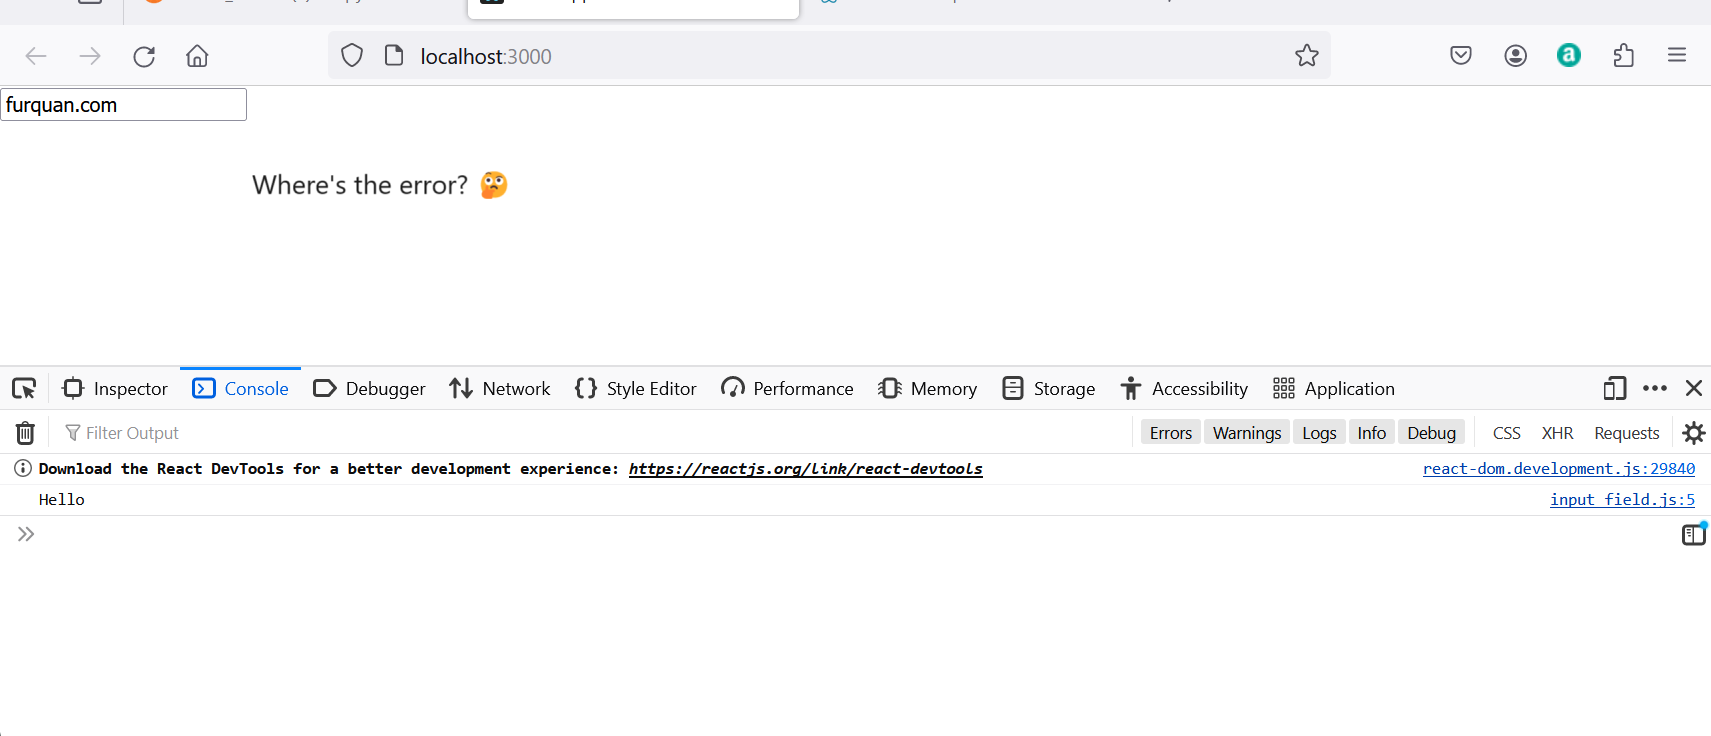 localhost:3000
furquan.com
Where's the error? 🤔
Inspector Console Debugger Network Style Editor Performance Memory Storage Accessibility Application
Filter Output Errors Warnings Logs Info Debug CSS XHR Requests
Download the React DevTools for a better development experience: https://reactjs.org/link/react-devtools react-dom.development.js:29840
Hello input field.js:5